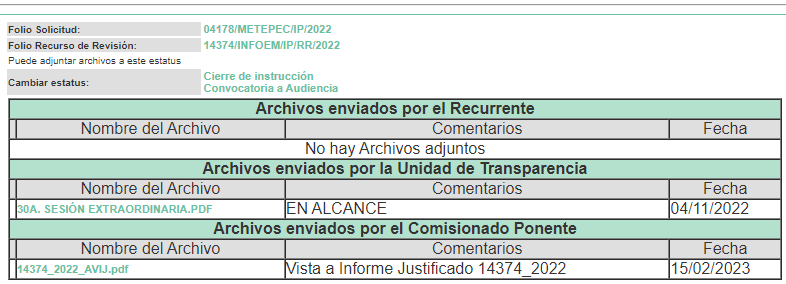 Folio Solicitud: 04178/METEPEC/IP/2022
Folio Recurso de Revisión: 14374/INFOEM/IP/RR/2022
Puede adjuntar archivos a este estatus
Cambiar estatus: Cierre de instrucción
Convocatoria a Audiencia
Archivos enviados por el Recurrente
Nombre del Archivo Comentarios Fecha
No hay Archivos adjuntos
Archivos enviados por la Unidad de Transparencia
Nombre del Archivo Comentarios Fecha
30A. SESIÓN EXTRAORDINARIA.PDF EN ALCANCE 04/11/2022
Archivos enviados por el Comisionado Ponente
Nombre del Archivo Comentarios Fecha
14374_2022_AVIJ.pdf Vista a Informe Justificado 14374_2022 15/02/2023